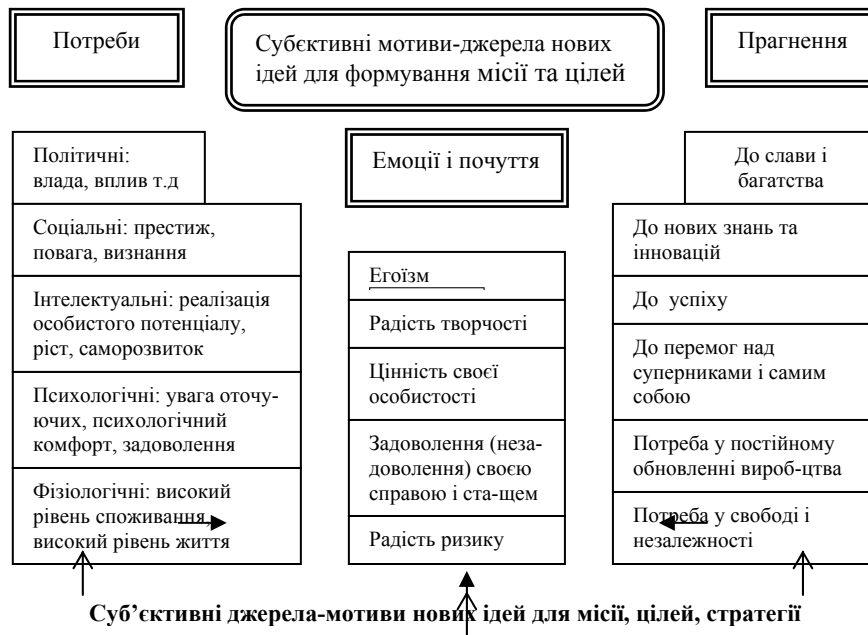 Потреби
Субєктивні мотиви-джерела нових
ідей для формування місії та цілей
Прагнення
Політичні:
влада, вплив т.д
Соціальні: престиж,
повага, визнання
Інтелектуальні: реалізація
особистого потенціалу,
ріст, саморозвиток
Психологічні: увага оточу-
ючих, психологічний
комфорт, задоволення
Фізіологічні: високий
рівень споживання,
високий рівень життя
Емоції і почуття
Егоїзм
Радість творчості
Цінність своєї
особистості
Задоволення (неза-
доволення) своєю
справою і ста-щем
Радість ризику
До слави і
багатства
До нових знань та
інновацій
До успіху
До перемог над
суперниками і самим
собою
Потреба у постійному
обновленні вироб-цтва
Потреба у свободі і
незалежності
Суб’єктивні джерела-мотиви нових ідей для місії, цілей, стратегії